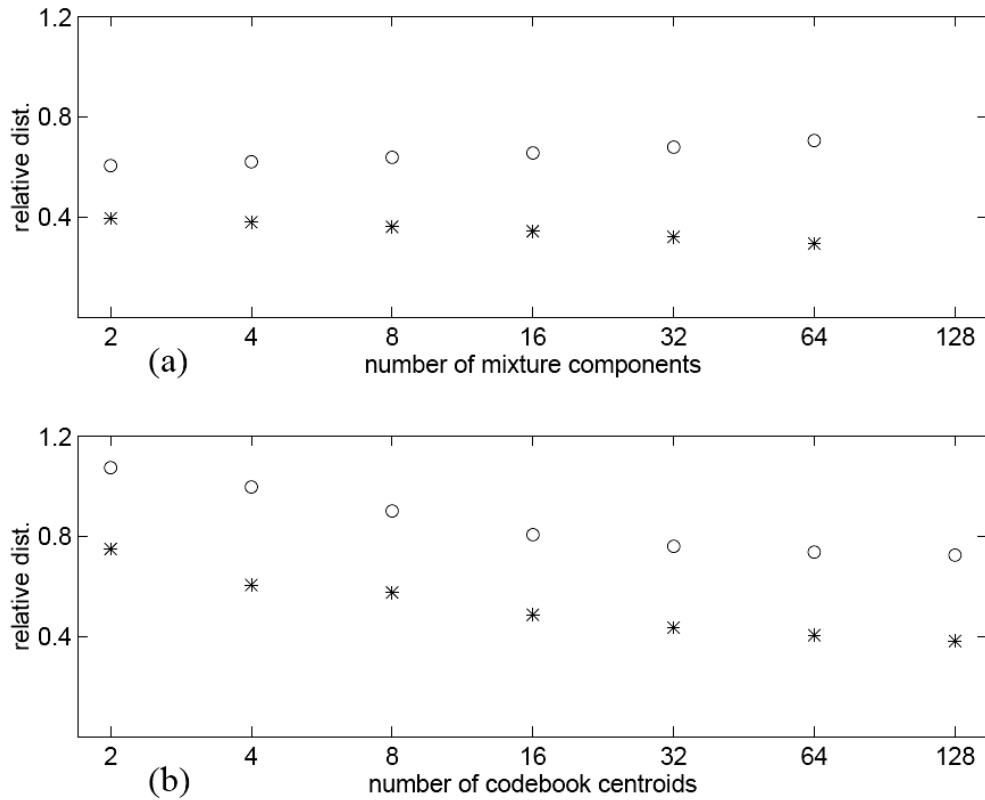 1.2
0.8
0.4
relative dist.
2 4 8 16 32 64 128
(a) number of mixture components
1.2
0.8
0.4
relative dist.
2 4 8 16 32 64 128
(b) number of codebook centroids